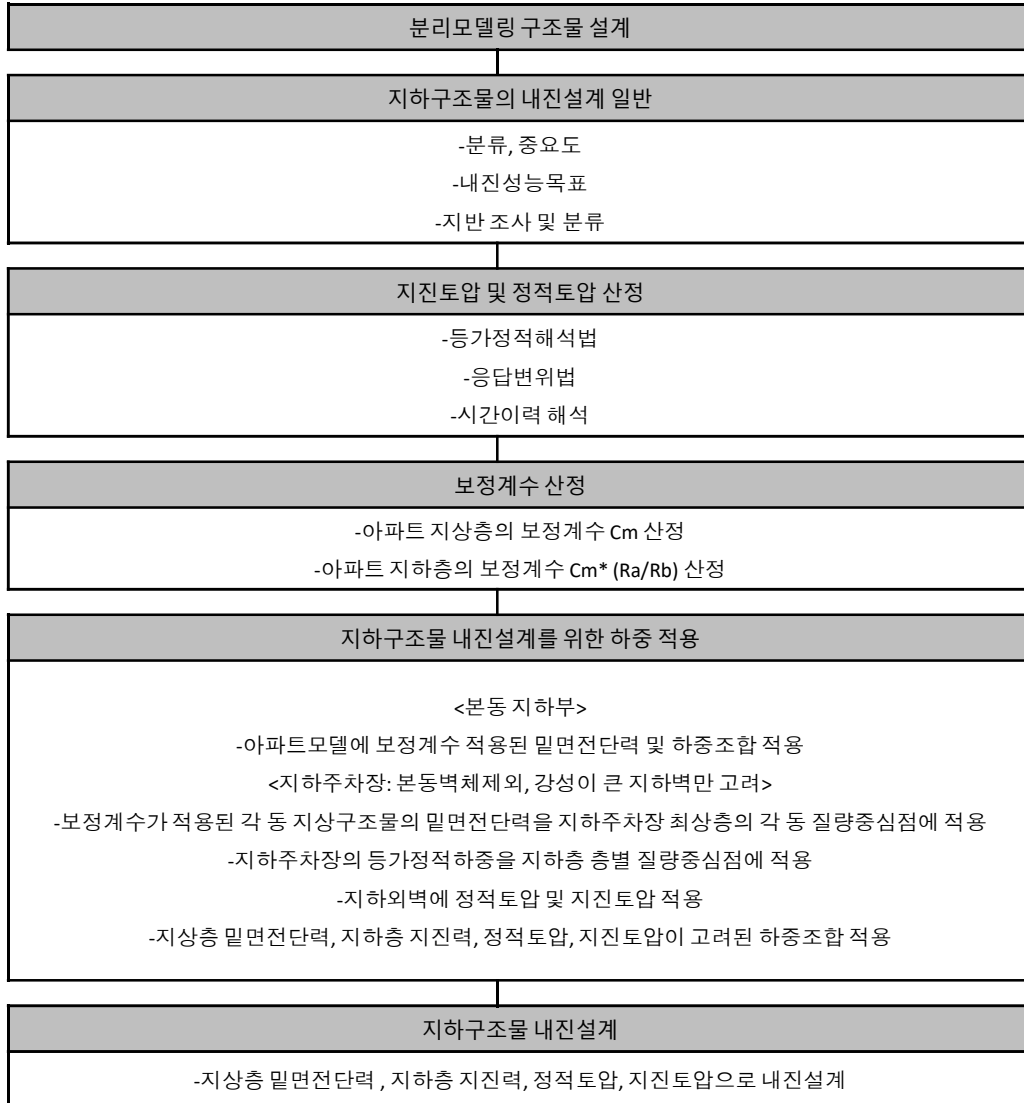 분리모델링 구조물 설계
지하구조물의 내진설계 일반
-분류, 중요도
-내진성능목표
-지반 조사 및 분류
지진토압 및 정적토압 산정
-등가정적해석법
-응답변위법
-시간이력 해석
보정계수 산정
-아파트 지상층의 보정계수 Cm 산정
-아파트 지하층의 보정계수 Cm* (Ra/Rb) 산정
지하구조물 내진설계를 위한 하중 적용
<본동 지하부>
-아파트모델에 보정계수 적용된 밑면전단력 및 하중조합 적용
<지하주차장: 본동벽체제외, 강성이 큰 지하벽만 고려>
-보정계수가 적용된 각 동 지상구조물의 밑면전단력을 지하주차장 최상층의 각 동 질량중심점에 적용
-지하주차장의 등가정적하중을 지하층 층별 질량중심점에 적용
-지하외벽에 정적토압 및 지진토압 적용
-지상층 밑면전단력, 지하층 지진력, 정적토압, 지진토압이 고려된 하중조합 적용
지하구조물 내진설계
-지상층 밑면전단력 , 지하층 지진력, 정적토압, 지진토압으로 내진설계